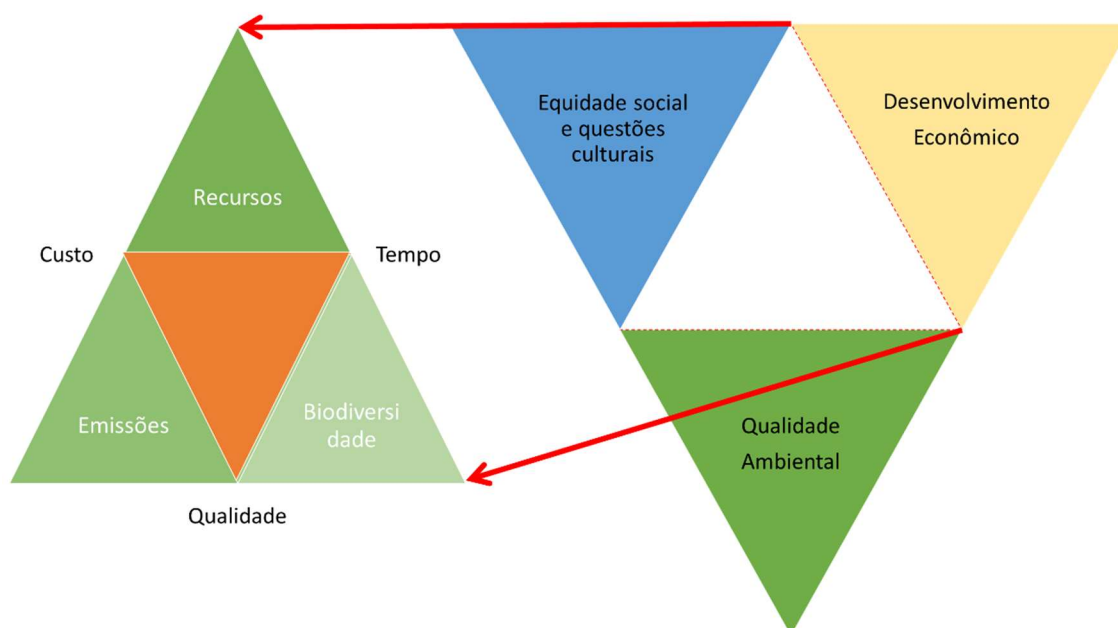 Recursos
Custo
Tempo
Emissões
Biodiversi
dade
Qualidade
Equidade social
e questões
culturais
Desenvolvimento
Econômico
Qualidade
Ambiental